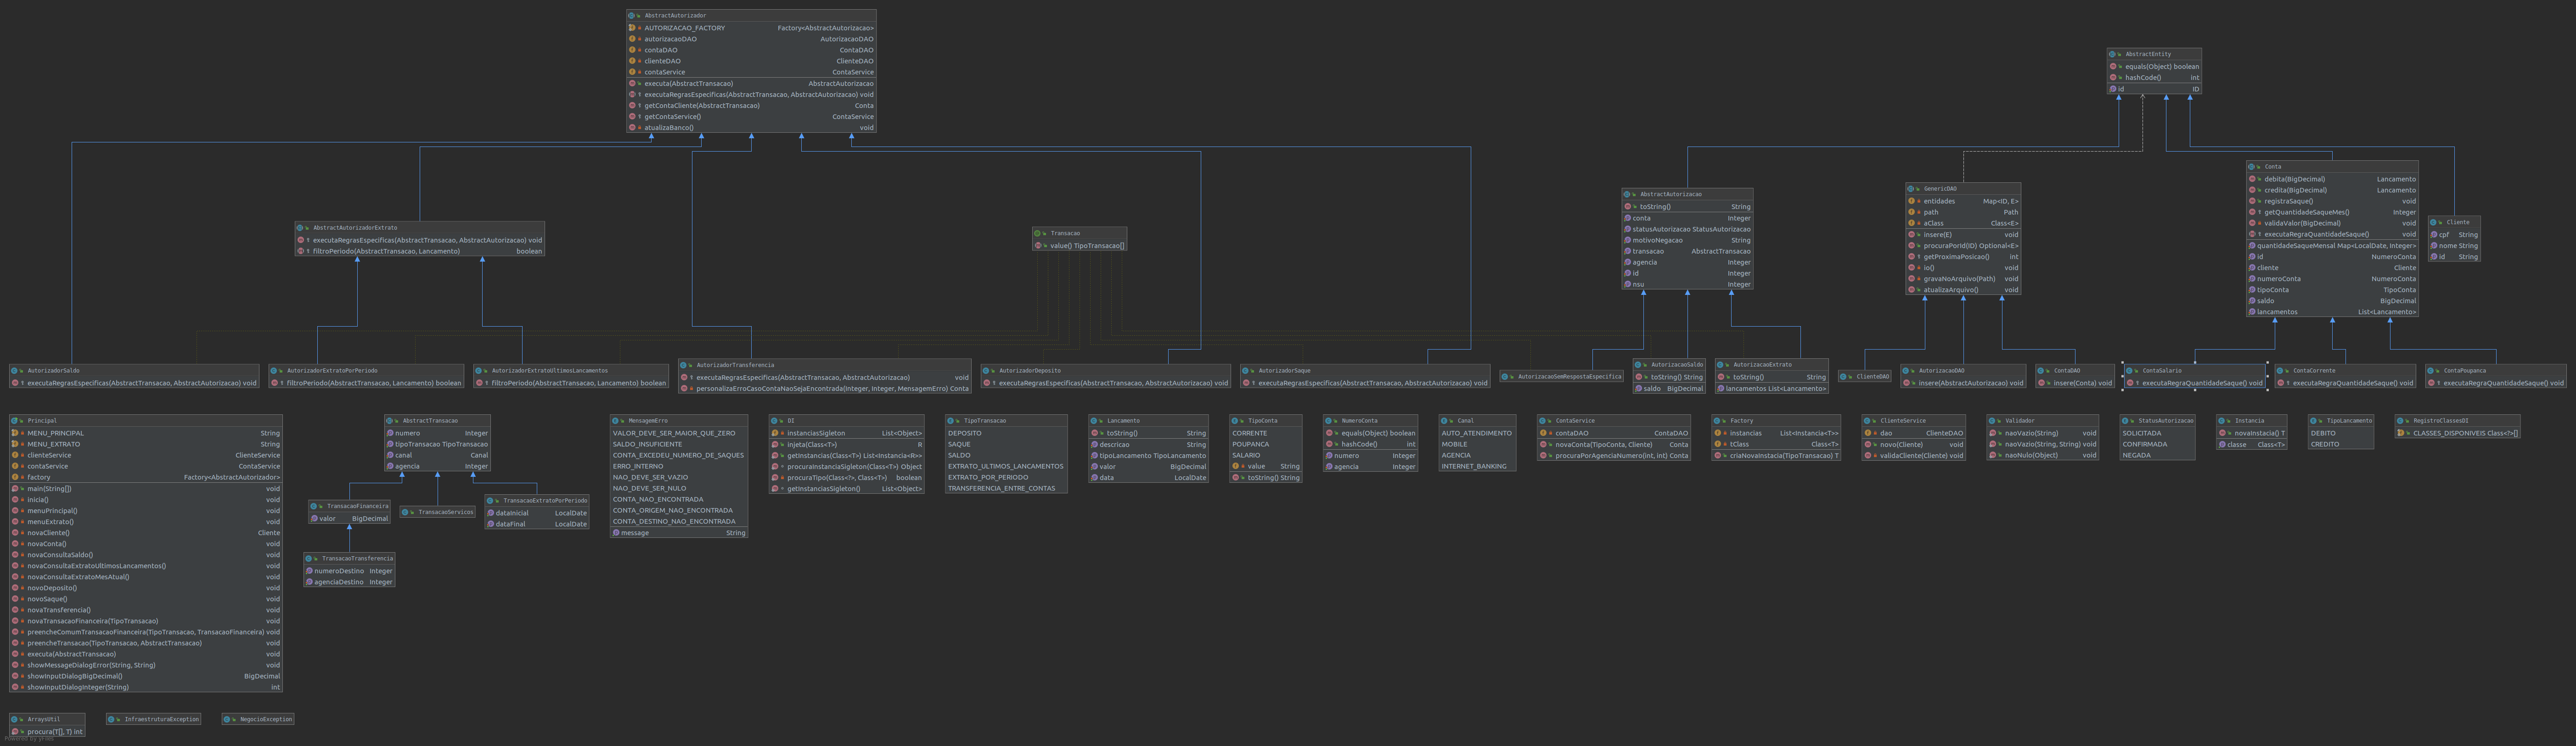 AbstractAutorizador
AUTORIZACAO_FACTORY Factory<AbstractAutorizacao>
autorizacaoDAO AutorizacaoDAO
contaDAO ContaDAO
clienteDAO ClienteDAO
contaService ContaService
executa(AbstractTransacao) AbstractAutorizacao
executaRegrasEspecificas(AbstractTransacao, AbstractAutorizacao) void
getContaCliente(AbstractTransacao) Conta
getContaService() ContaService
atualizaBanco() void
AbstractEntity
equals(Object) boolean
hashCode() int
id ID
Conta
debita(BigDecimal) Lancamento
credita(BigDecimal) Lancamento
registraSaque() void
getQuantidadeSaqueMes() Integer
validaValor(BigDecimal) void
executaRegraQuantidadeSaque() void
quantidadeSaqueMensal Map<LocalDate, Integer>
id NumeroConta
cliente Cliente
numeroConta NumeroConta
tipoConta TipoConta
saldo BigDecimal
lancamentos List<Lancamento>
AbstractAutorizacao
toString() String
conta Integer
statusAutorizacao StatusAutorizacao
motivoNegacao String
transacao AbstractTransacao
agencia Integer
id Integer
nsu Integer
GenericDAO
entidades Map<ID, E>
path Path
aClass Class<E>
insere(E) void
procuraPorId(ID) Optional<E>
getProximaPosicao() int
io() void
gravaNoArquivo(Path) void
atualizaArquivo() void
Cliente
cpf String
nome String
id String
AbstractAutorizadorExtrato
executaRegrasEspecificas(AbstractTransacao, AbstractAutorizacao) void
filtroPeriodo(AbstractTransacao, Lancamento) boolean
Transacao
value() TipoTransacao[]
AutorizadorSaldo
executaRegrasEspecificas(AbstractTransacao, AbstractAutorizacao) void
AutorizadorExtratoPorPeriodo
filtroPeriodo(AbstractTransacao, Lancamento) boolean
AutorizadorExtratoUltimosLancamentos
filtroPeriodo(AbstractTransacao, Lancamento) boolean
AutorizadorTransferencia
executaRegrasEspecificas(AbstractTransacao, AbstractAutorizacao) void
personalizaErroCasoContaNaoSejaEncontrada(Integer, Integer, MensagemErro) Conta
AutorizadorDeposito
executaRegrasEspecificas(AbstractTransacao, AbstractAutorizacao) void
AutorizadorSaque
executaRegrasEspecificas(AbstractTransacao, AbstractAutorizacao) void
AutorizacaoSemRespostaEspecifica
AutorizacaoSaldo
toString() String
saldo BigDecimal
AutorizacaoExtrato
toString() String
lancamentos List<Lancamento>
ClienteDAO
AutorizacaoDAO
insere(AbstractAutorizacao) void
ContaDAO
insere(Conta) void
ContaSalario
executaRegraQuantidadeSaque() void
ContaCorrente
executaRegraQuantidadeSaque() void
ContaPoupanca
executaRegraQuantidadeSaque() void
Principal
MENU_PRINCIPAL String
MENU_EXTRATO String
clienteService ClienteService
contaService ContaService
factory Factory<AbstractAutorizador>
main(String[]) void
inicia() void
menuPrincipal() void
menuExtrato() void
novaCliente() Cliente
novaConta() void
novaConsultaSaldo() void
novaConsultaExtratoUltimosLancamentos() void
novaConsultaExtratoMesAtual() void
novoDeposito() void
novoSaque() void
novaTransferencia() void
novaTransacaoFinanceira(TipoTransacao) void
preencheComumTransacaoFinanceira(TipoTransacao, TransacaoFinanceira) void
preencheTransacao(TipoTransacao, AbstractTransacao) void
executa(AbstractTransacao) void
showMessageDialogError(String, String) void
showInputDialogBigDecimal() BigDecimal
showInputDialogInteger(String) int
AbstractTransacao
numero Integer
tipoTransacao TipoTransacao
canal Canal
agencia Integer
TransacaoFinanceira
valor BigDecimal
TransacaoServicos
TransacaoExtratoPorPeriodo
dataInicial LocalDate
dataFinal LocalDate
TransacaoTransferencia
numeroDestino Integer
agenciaDestino Integer
MensagemErro
VALOR_DEVE_SER_MAIOR_QUE_ZERO
SALDO_INSUFICIENTE
CONTA_EXCEDEU_NUMERO_DE_SAQUES
ERRO_INTERNO
NAO_DEVE_SER_VAZIO
NAO_DEVE_SER_NULO
CONTA_NAO_ENCONTRADA
CONTA_ORIGEM_NAO_ENCONTRADA
CONTA_DESTINO_NAO_ENCONTRADA
message String
DI
instanciasSigleton List<Object>
injeta(Class<T>) R
getInstancias(Class<T>) List<Instancia<R>>
procuraInstanciaSigleton(Class<T>) Object
procuraTipo(Class<?>, Class<T>) boolean
getInstanciasSigleton() List<Object>
TipoTransacao
DEPOSITO
SAQUE
SALDO
EXTRATO_ULTIMOS_LANCAMENTOS
EXTRATO_POR_PERIODO
TRANSFERENCIA_ENTRE_CONTAS
Lancamento
toString() String
descricao String
tipoLancamento TipoLancamento
valor BigDecimal
data LocalDate
TipoConta
CORRENTE
POUPANCA
SALARIO
value String
toString() String
NumeroConta
equals(Object) boolean
hashCode() int
numero Integer
agencia Integer
Canal
AUTO_ATENDIMENTO
MOBILE
AGENCIA
INTERNET_BANKING
ContaService
contaDAO ContaDAO
novaConta(TipoConta, Cliente) Conta
procuraPorAgenciaNumero(int, int) Conta
Factory
instancias List<Instancia<T>>
tClass Class<T>
criaNovaInstacia(TipoTransacao) T
ClienteService
dao ClienteDAO
novo(Cliente) void
validaCliente(Cliente) void
Validador
naoVazio(String) void
naoVazio(String, String) void
naoNulo(Object) void
StatusAutorizacao
SOLICITADA
CONFIRMADA
NEGADA
Instancia
novaInstacia() T
classe Class<T>
TipoLancamento
DEBITO
CREDITO
RegistroClassesDI
CLASSES_DISPONIVEIS Class<?>[]
ArraysUtil
procura(T[], T) int
InfraestruturaException
NegocioException
Powered by yFiles